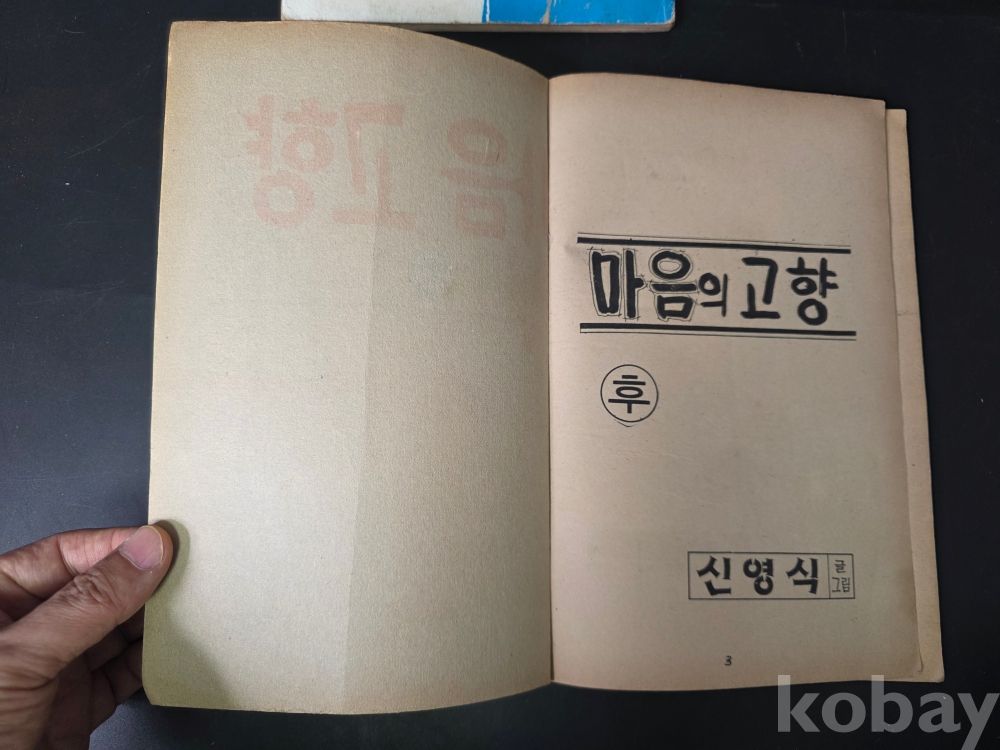 마음의 고향
후
신영식 글 그림
3
kobay